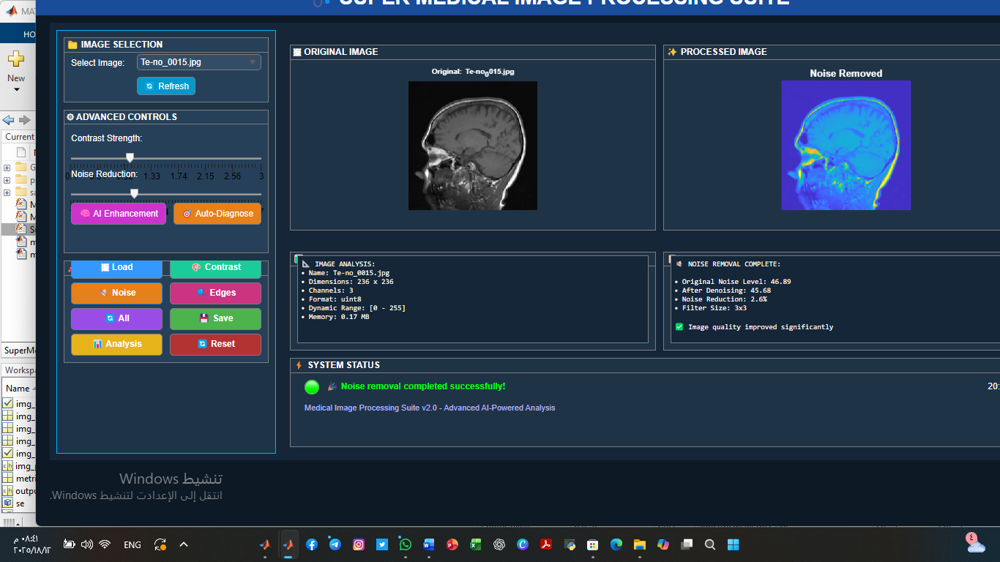 MAT
SUPER MEDICAL IMAGE PROCESSING SUITE
HO
New
Current
IMAGE SELECTION
Select Image:
Te-no_0015.jpg
Refresh
ADVANCED CONTROLS
Contrast Strength:
1.33 1.74 2.15 2.56 3
Noise Reduction:
AI Enhancement
Auto-Diagnose
Load
Contrast
Noise
Edges
All
Save
Analysis
Reset
ORIGINAL IMAGE
Original: Te-no0015.jpg
PROCESSED IMAGE
Noise Removed
IMAGE ANALYSIS:
• Name: Te-no_0015.jpg
• Dimensions: 236 x 236
• Channels: 3
• Format: uint8
• Dynamic Range: [0 - 255]
• Memory: 0.17 MB
NOISE REMOVAL COMPLETE:
• Original Noise Level: 46.89
• After Denoising: 45.68
• Noise Reduction: 2.6%
• Filter Size: 3x3
Image quality improved significantly
SYSTEM STATUS
Noise removal completed successfully!
20:
Medical Image Processing Suite v2.0 - Advanced AI-Powered Analysis
SuperMe
Workspa
Name
img_
img_
img_
img_
img_
img_p
metri
outpu
se
تنشيط Windows
انتقل إلى الإعدادت لتنشيط Windows.
٠٨:٤١ م
٢٠٢٥/٨/١٢
ENG
٤